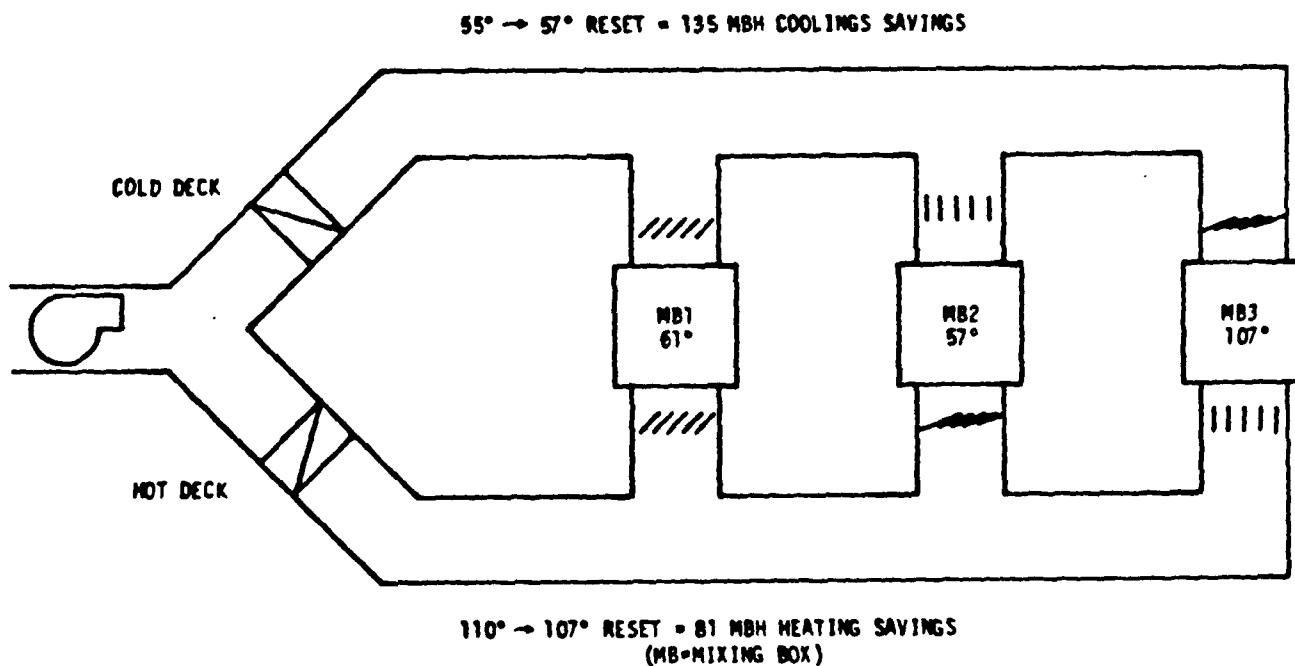 55° → 57° RESET = 135 MBH COOLINGS SAVINGS
COLD DECK
MB1
61°
MB2
57°
MB3
107°
HOT DECK
110° → 107° RESET = 81 MBH HEATING SAVINGS
(MB=MIXING BOX)